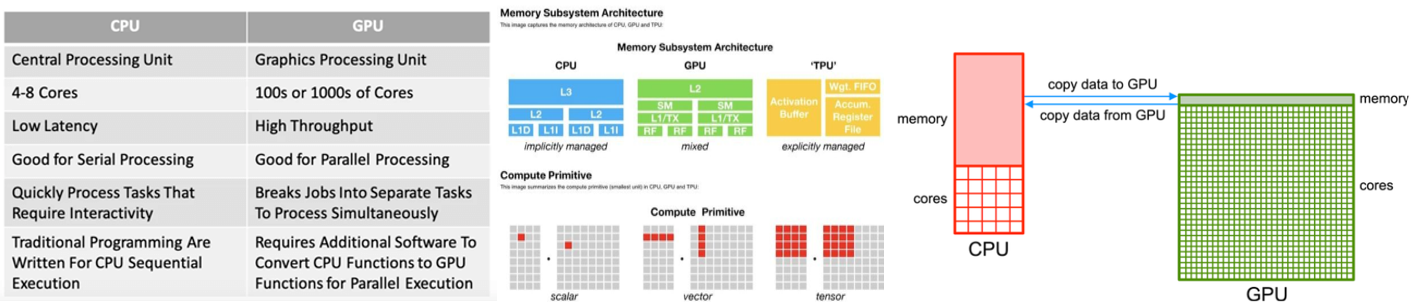 CPU
GPU
Central Processing Unit
Graphics Processing Unit
4-8 Cores
100s or 1000s of Cores
Low Latency
High Throughput
Good for Serial Processing
Good for Parallel Processing
Quickly Process Tasks That
Require Interactivity
Breaks Jobs Into Separate Tasks
To Process Simultaneously
Traditional Programming Are
Written For CPU Sequential
Execution
Requires Additional Software To
Convert CPU Functions to GPU
Functions for Parallel Execution
Memory Subsystem Architecture
This image captures the memory architecture of CPU, GPU and TPU:
Memory Subsystem Architecture
CPU
GPU
'TPU'
L3
L2
L2
L1D
L1I
L1D
L1I
implicitly managed
L2
SM
SM
L1/TX
L1/TX
RF
RF
RF
RF
mixed
Activation
Buffer
Wgt. FIFO
Accum.
Register
File
explicitly managed
Compute Primitive
This image summarizes the compute primitive (smallest unit) in CPU, GPU and TPU:
Compute Primitive
scalar
vector
tensor
copy data to GPU
copy data from GPU
memory
cores
CPU
memory
cores
GPU